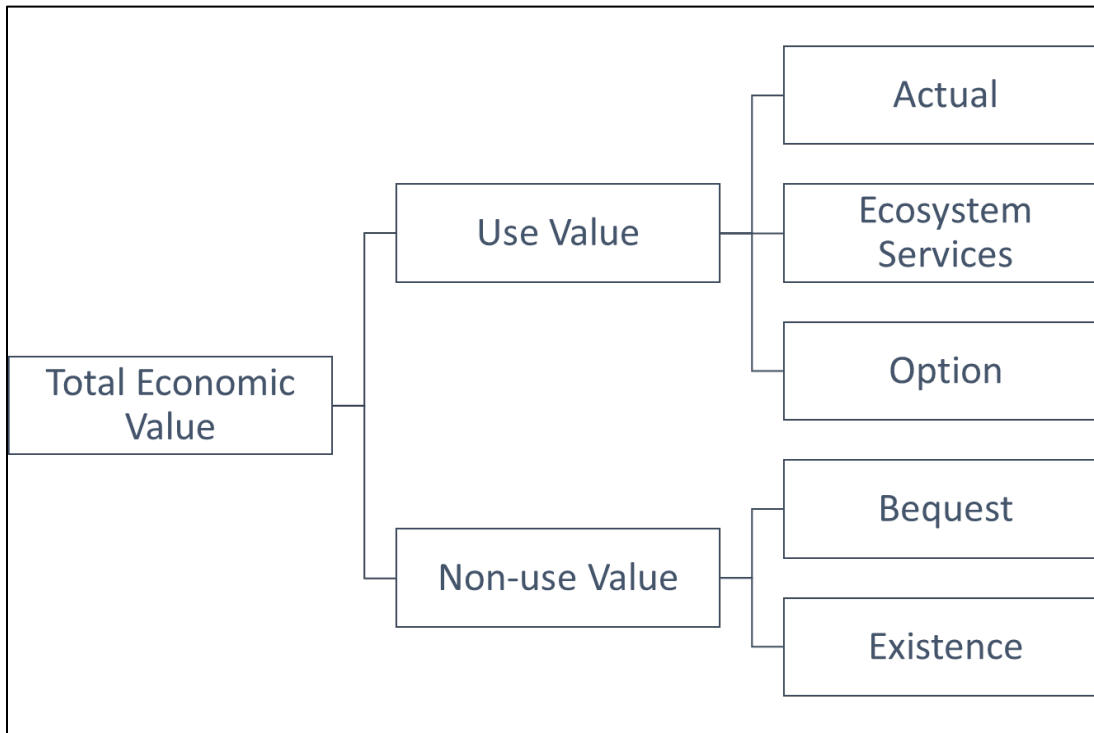 Actual
Use Value
Ecosystem
Services
Total Economic
Value
Option
Non-use Value
Bequest
Existence